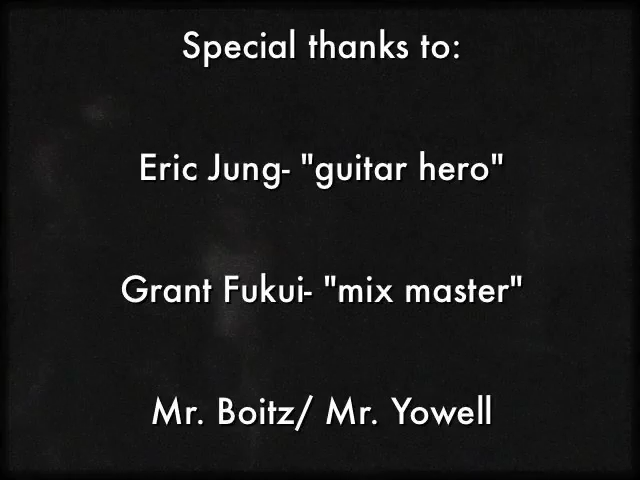 Special thanks to:
Eric Jung- "guitar hero"
Grant Fukui- "mix master"
Mr. Boitz/ Mr. Yowell